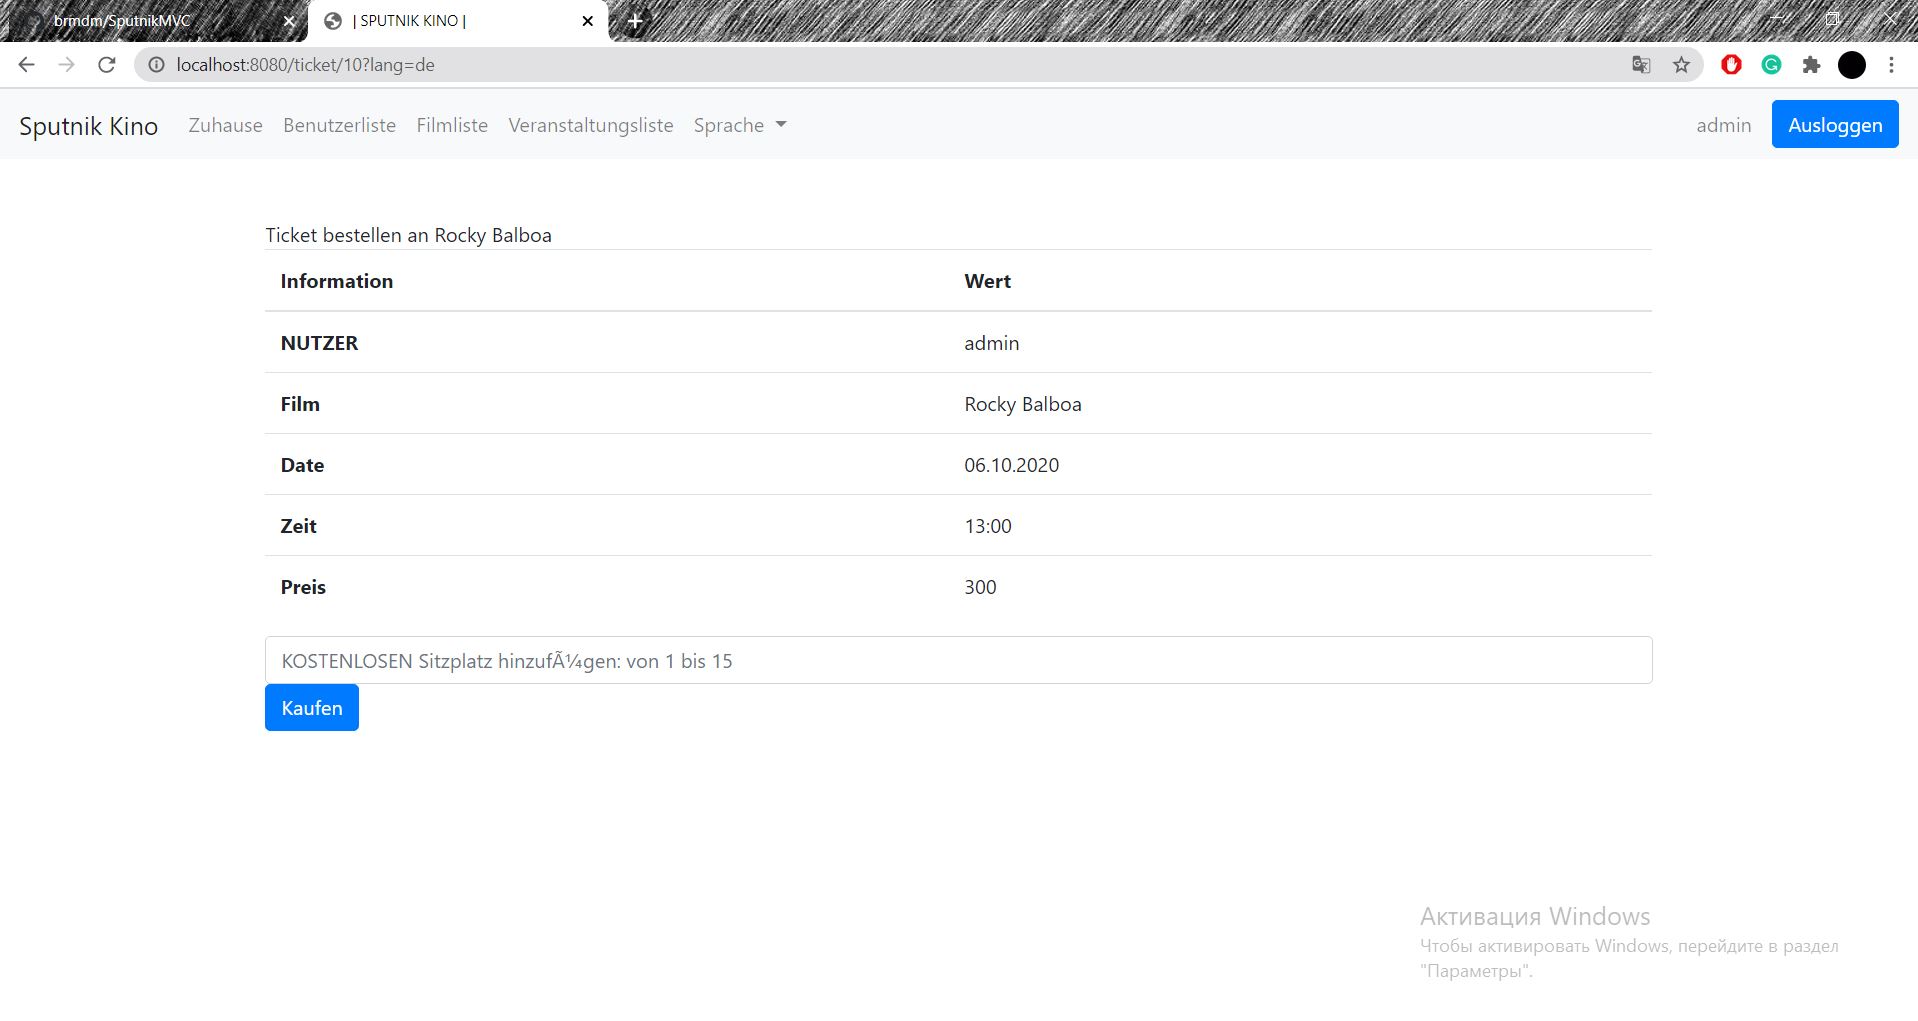 brmdm/SputnikMVC
| SPUTNIK KINO |
localhost:8080/ticket/10?lang=de
Sputnik Kino Zuhause Benutzerliste Filmliste Veranstaltungsliste Sprache admin Ausloggen
Ticket bestellen an Rocky Balboa
Information Wert
NUTZER admin
Film Rocky Balboa
Date 06.10.2020
Zeit 13:00
Preis 300
KOSTENLOSEN Sitzplatz hinzufÃ¼gen: von 1 bis 15
Kaufen
Активация Windows
Чтобы активировать Windows, перейдите в раздел
"Параметры".